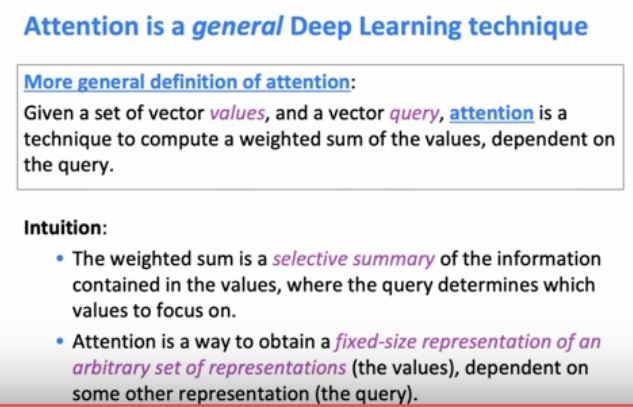 Attention is a general Deep Learning technique
More general definition of attention:
Given a set of vector values, and a vector query, attention is a
technique to compute a weighted sum of the values, dependent on
the query.
Intuition:
• The weighted sum is a selective summary of the information
contained in the values, where the query determines which
values to focus on.
• Attention is a way to obtain a fixed-size representation of an
arbitrary set of representations (the values), dependent on
some other representation (the query).